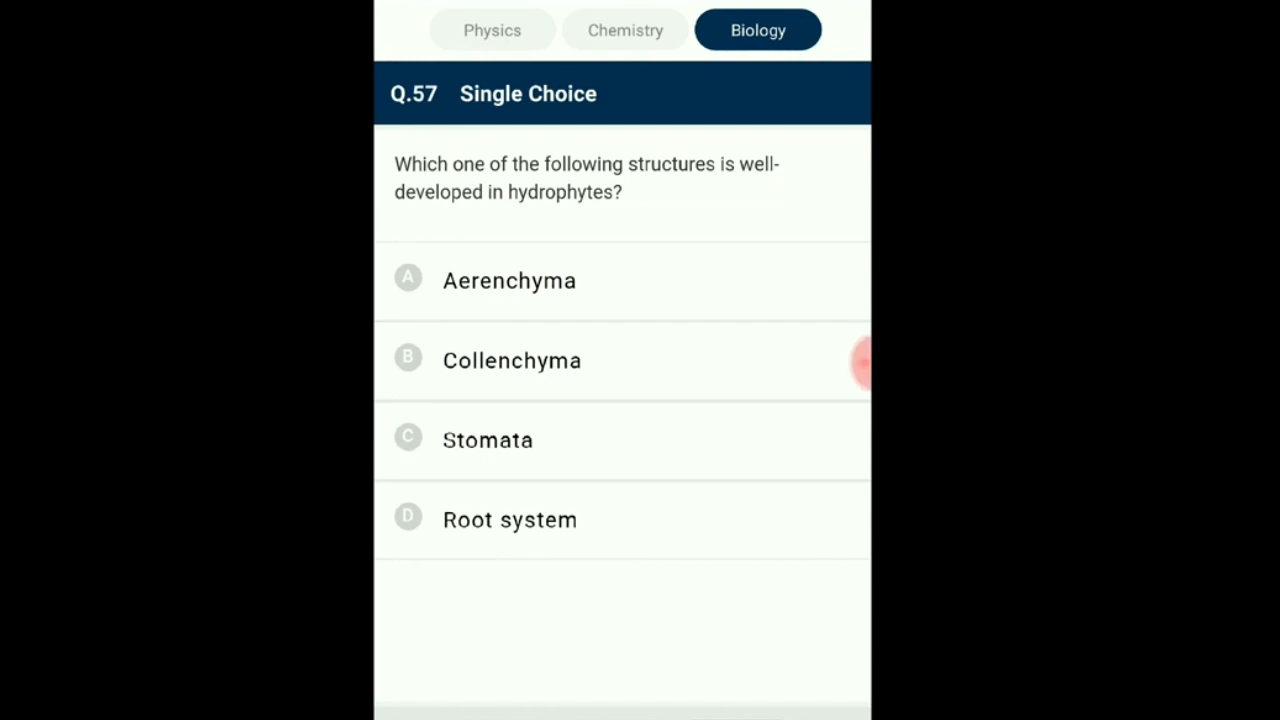 Physics Chemistry Biology
Q.57 Single Choice
Which one of the following structures is well-
developed in hydrophytes?
A Aerenchyma
B Collenchyma
C Stomata
D Root system